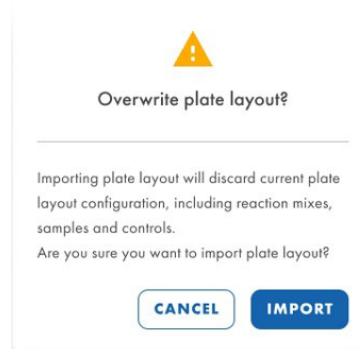 Overwrite plate layout?
Importing plate layout will discard current plate
layout configuration, including reaction mixes,
samples and controls.
Are you sure you want to import plate layout?
CANCEL IMPORT